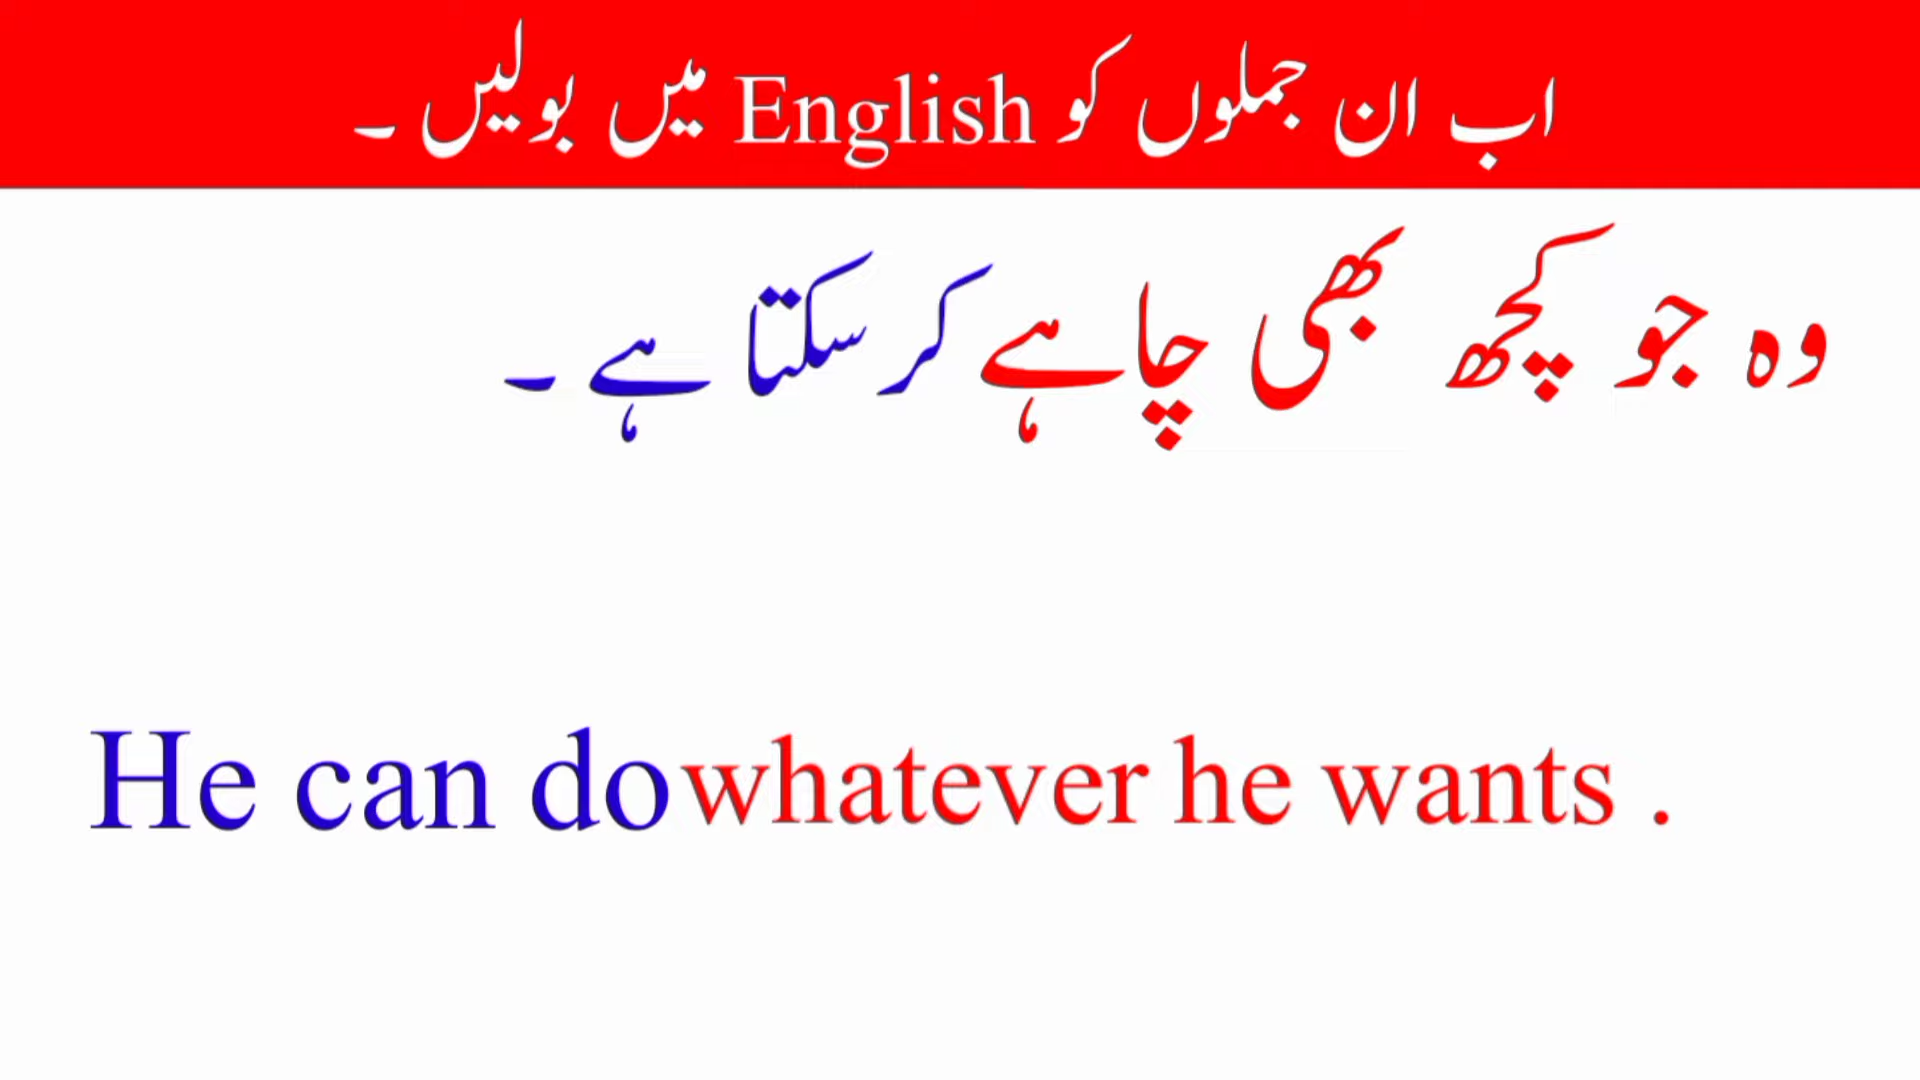 اب ان جملوں کو English میں بولیں ۔
وہ جو کچھ بھی چاہے کر سکتا ہے ۔
He can do whatever he wants .